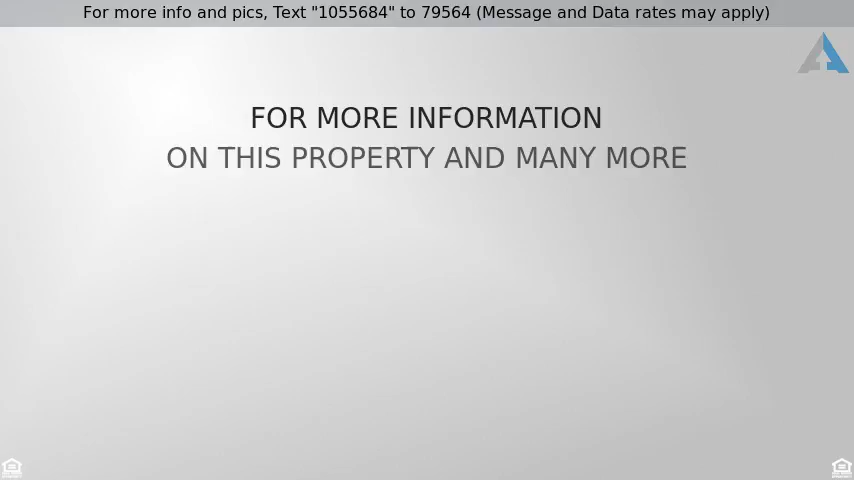 For more info and pics, Text "1055684" to 79564 (Message and Data rates may apply)
FOR MORE INFORMATION
ON THIS PROPERTY AND MANY MORE